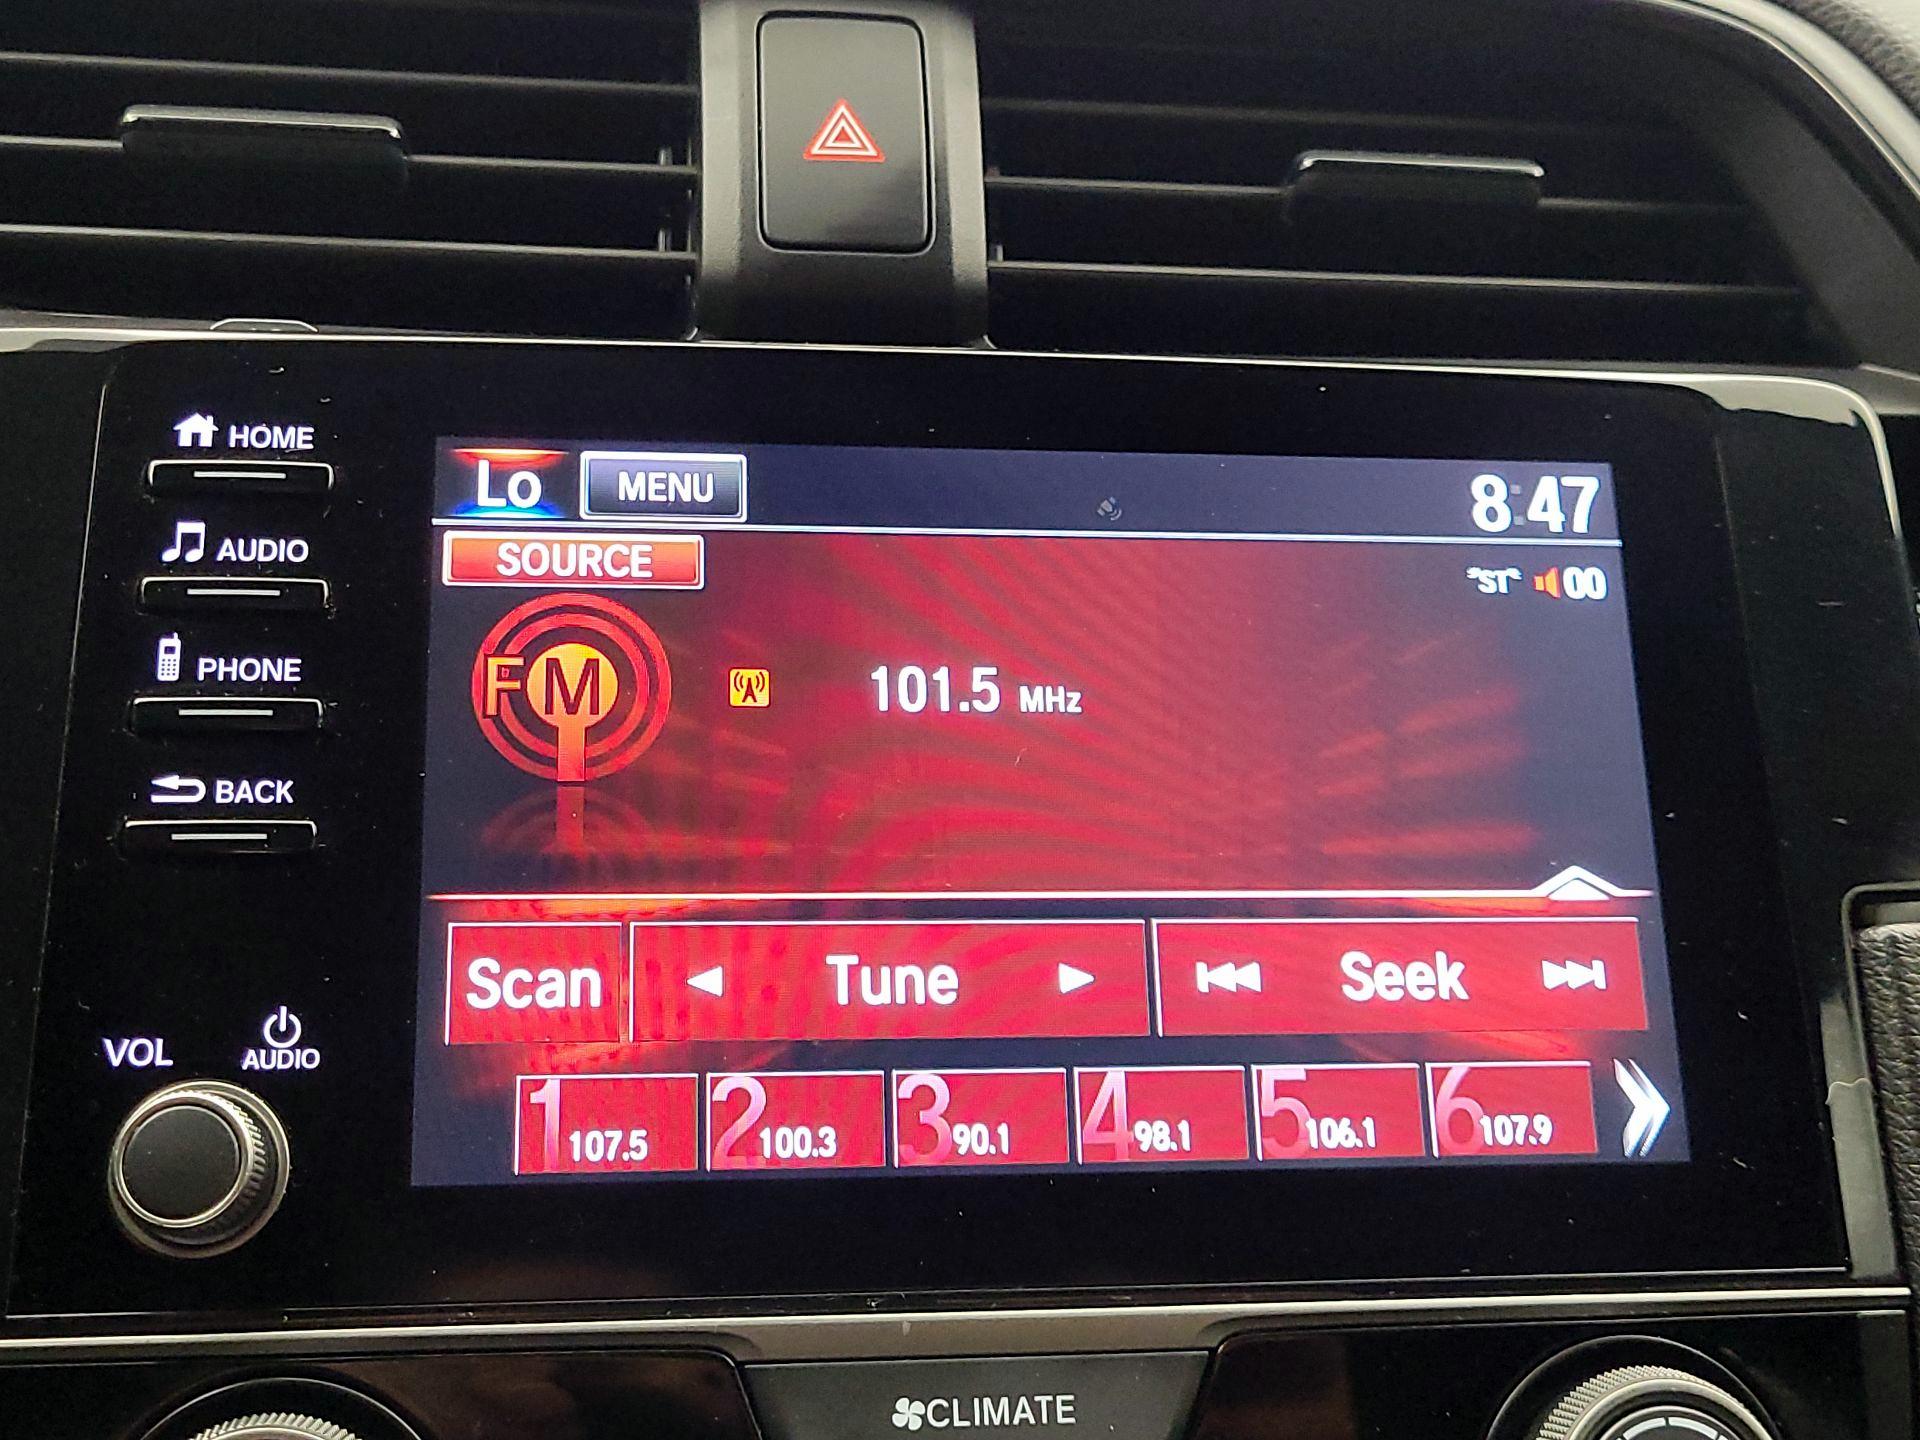 HOME
AUDIO
PHONE
BACK
VOL
AUDIO
Lo MENU 8:47
SOURCE "ST" 00
FM 101.5 MHz
Scan Tune Seek
1 107.5 2 100.3 3 90.1 4 98.1 5 106.1 6 107.9
CLIMATE